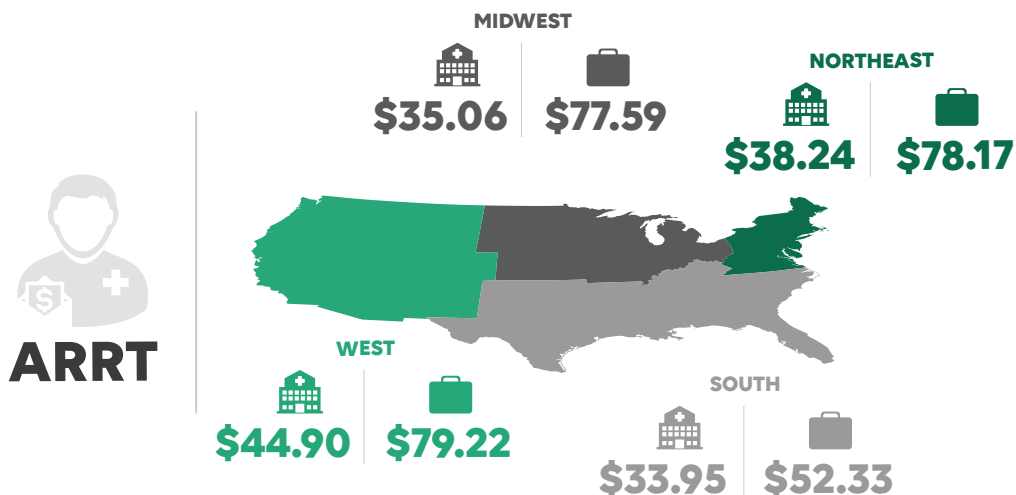 MIDWEST
$35.06 $77.59
NORTHEAST
$38.24 $78.17
$
ARRT
WEST
$44.90 $79.22
SOUTH
$33.95 $52.33